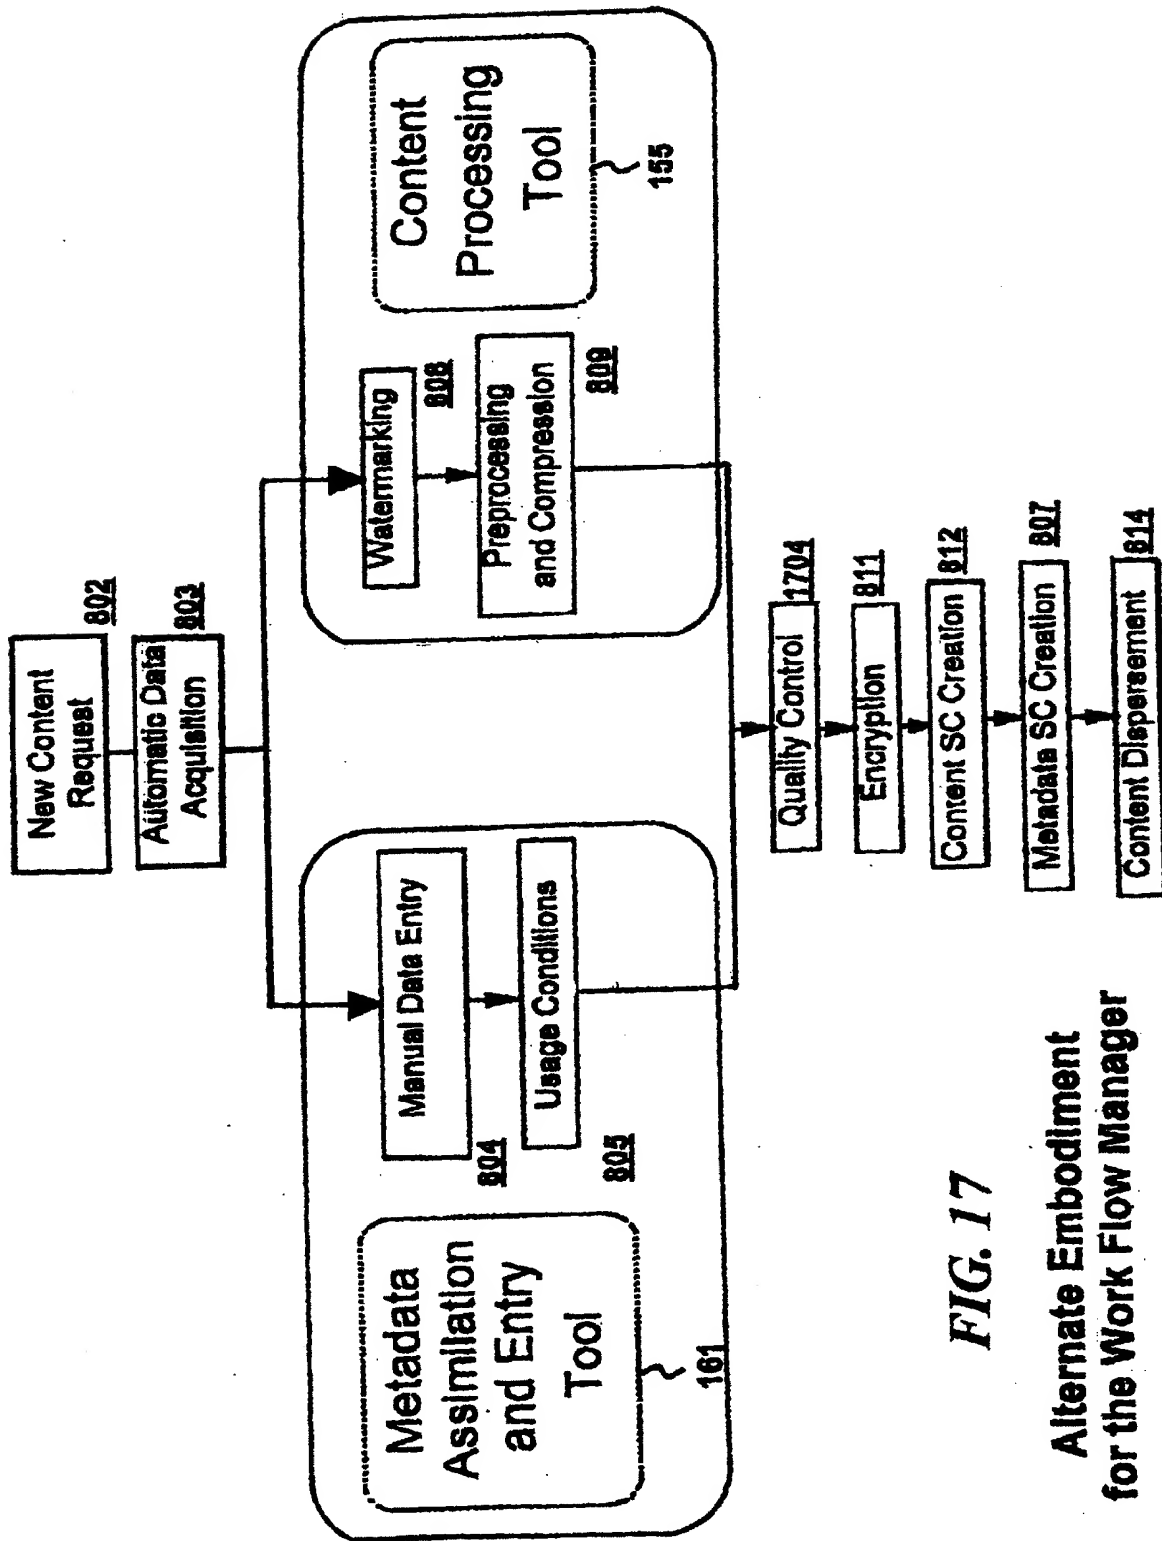 New Content
Request
802
Automatic Data
Acquisition
803
Metadata
Assimilation
and Entry
Tool
161
Manual Data Entry
804
Usage Conditions
805
Watermarking
808
Preprocessing
and Compression
809
Content
Processing
Tool
155
Quality Control
1704
Encryption
811
Content SC Creation
812
Metadata SC Creation
807
Content Dispersement
814
FIG. 17
Alternate Embodiment
for the Work Flow Manager